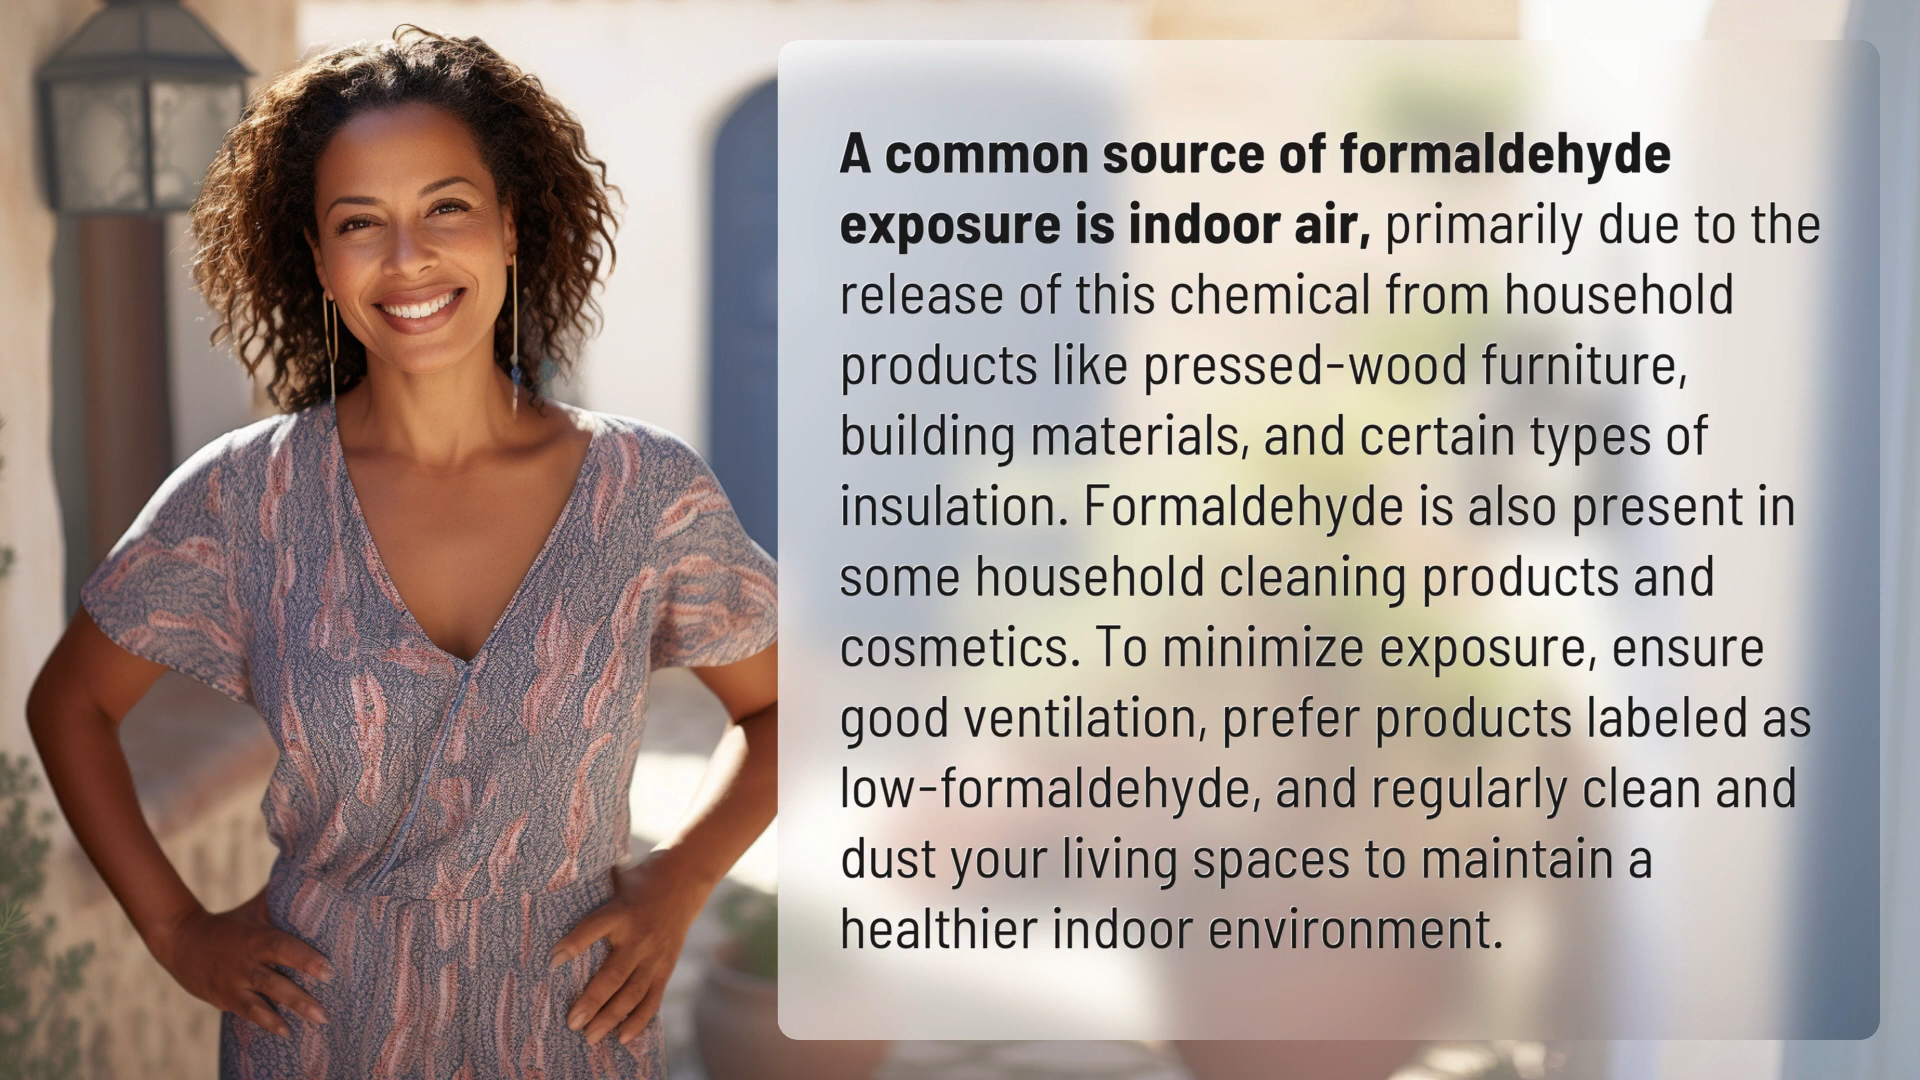 A common source of formaldehyde
exposure is indoor air, primarily due to the
release of this chemical from household
products like pressed-wood furniture,
building materials, and certain types of
insulation. Formaldehyde is also present in
some household cleaning products and
cosmetics. To minimize exposure, ensure
good ventilation, prefer products labeled as
low-formaldehyde, and regularly clean and
dust your living spaces to maintain a
healthier indoor environment.